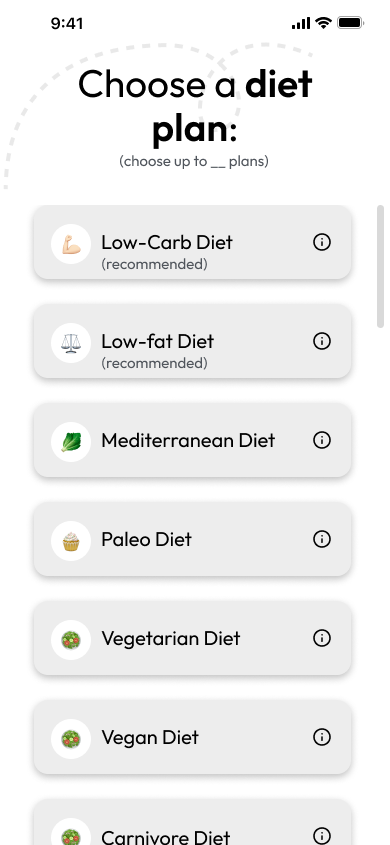 9:41
Choose a diet
plan:
(choose up to __ plans)
Low-Carb Diet
(recommended)
Low-fat Diet
(recommended)
Mediterranean Diet
Paleo Diet
Vegetarian Diet
Vegan Diet
Carnivore Diet